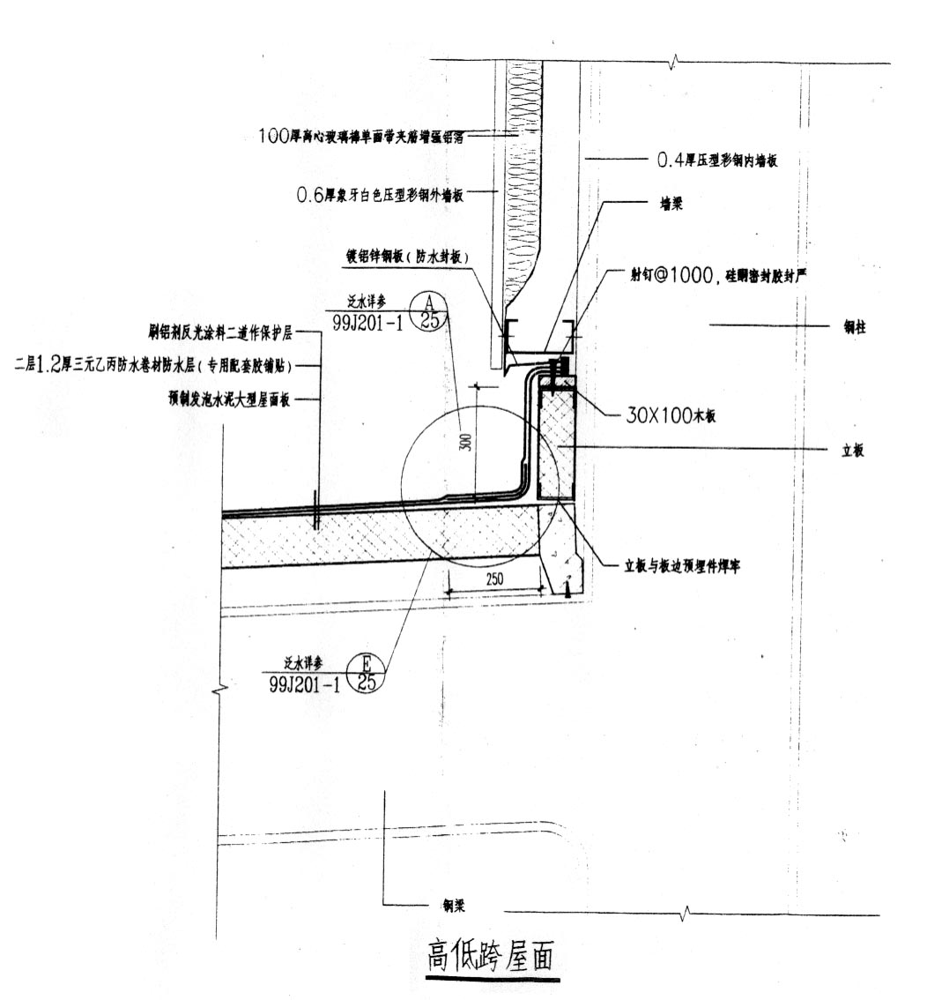 100厚离心玻璃棉单面带夹筋增强铝箔
0.4厚压型彩钢内墙板
0.6厚象牙白色压型彩钢外墙板
墙梁
镀铝锌钢板(防水封板)
射钉@1000,硅酮密封胶封严
泛水详参
99J201-1
A
25
刷铝剂反光涂料二道作保护层
钢柱
二层1.2厚三元乙丙防水卷材防水层(专用配套胶铺贴)
预制发泡水泥大型屋面板
30X100木板
300
立板
立板与板边预埋件焊牢
250
泛水详参
99J201-1
E
25
钢梁
高低跨屋面